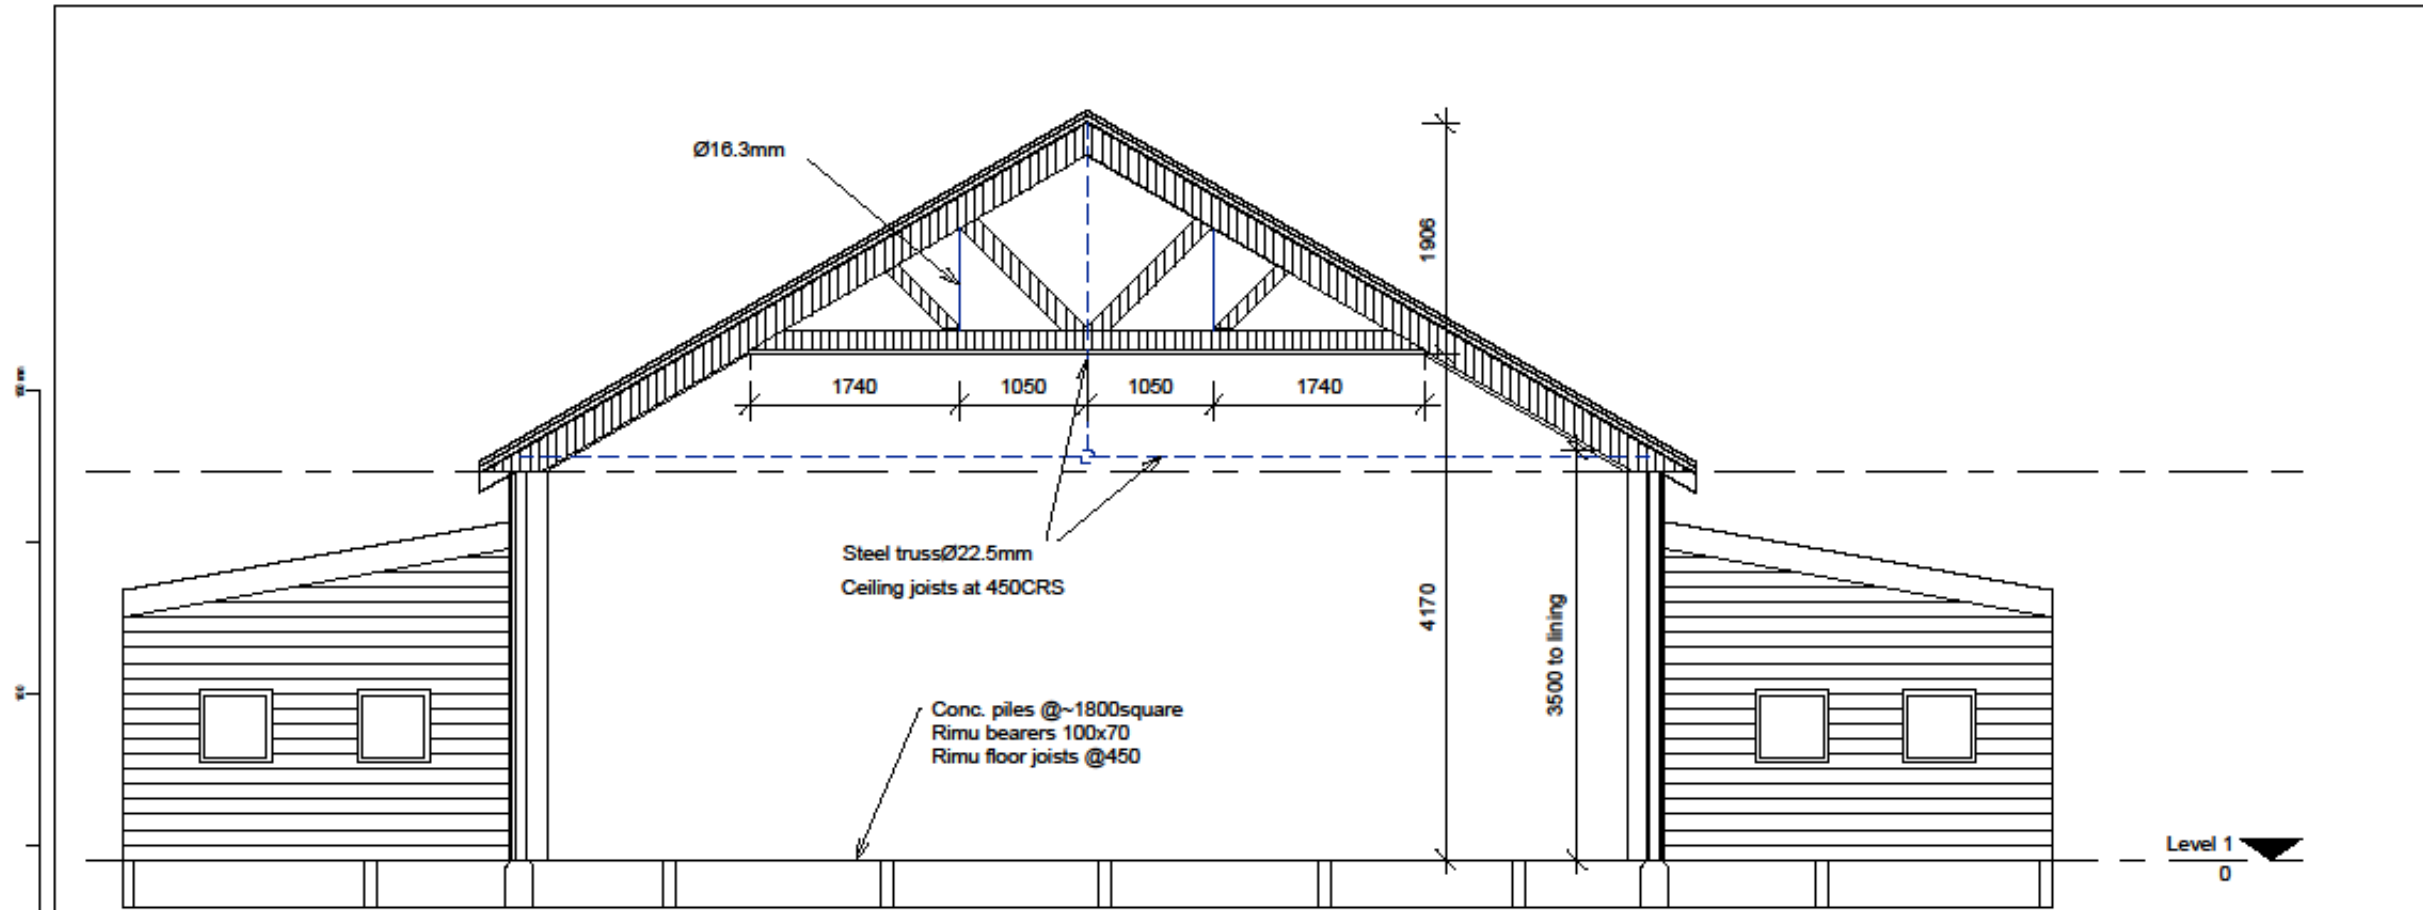 Ø16.3mm
1906
1740
1050
1050
1740
Steel trussØ22.5mm
Ceiling joists at 450CRS
4170
3500 to lining
Conc. piles @~1800square
Rimu bearers 100x70
Rimu floor joists @450
Level 1
0